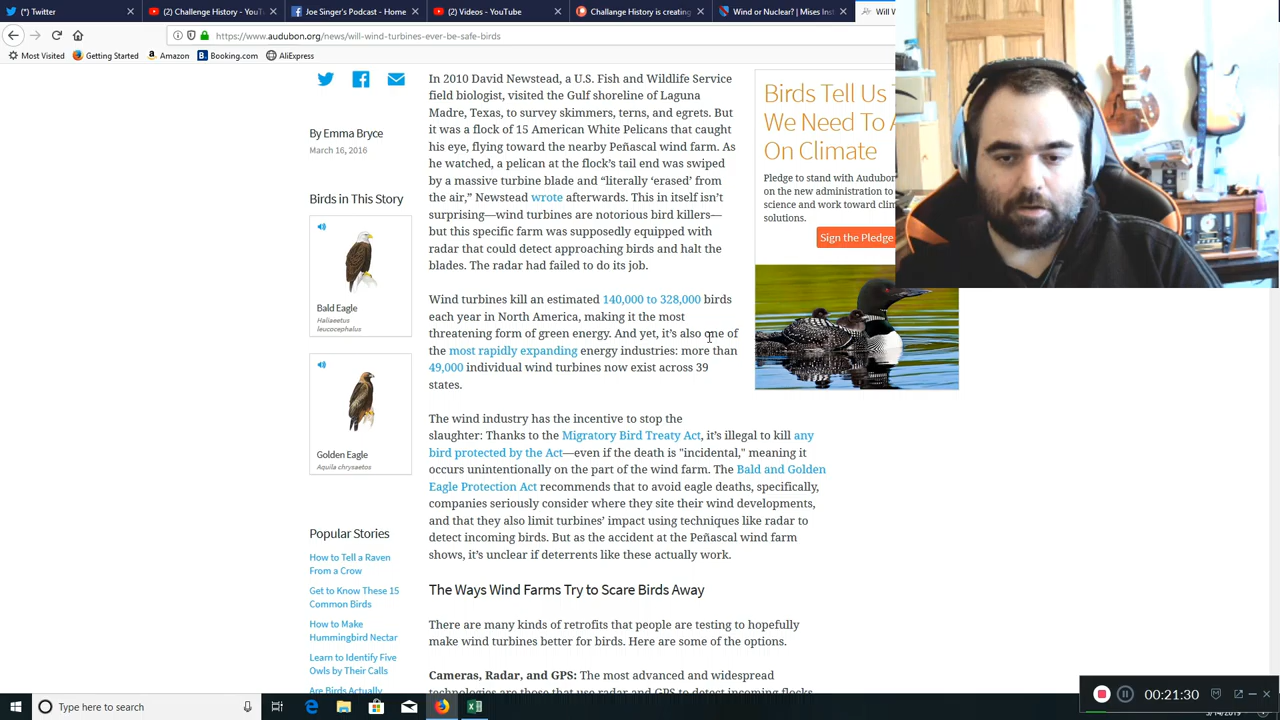 (*) Twitter
(2) Challenge History - YouT
Joe Singer's Podcast - Home
(2) Videos - YouTube
Challange History is creating
Wind or Nuclear? | Mises Inst
Will W
https://www.audubon.org/news/will-wind-turbines-ever-be-safe-birds
Most Visited
Getting Started
Amazon
Booking.com
AliExpress
By Emma Bryce
March 16, 2016
Birds in This Story
Bald Eagle
Haliaeetus
leucocephalus
Golden Eagle
Aquila chrysaetos
Popular Stories
How to Tell a Raven
From a Crow
Get to Know These 15
Common Birds
How to Make
Hummingbird Nectar
Learn to Identify Five
Owls by Their Calls
Are Birds Actually
In 2010 David Newstead, a U.S. Fish and Wildlife Service
field biologist, visited the Gulf shoreline of Laguna
Madre, Texas, to survey skimmers, terns, and egrets. But
it was a flock of 15 American White Pelicans that caught
his eye, flying toward the nearby Peñascal wind farm. As
he watched, a pelican at the flock's tail end was swiped
by a massive turbine blade and “literally ‘erased’ from
the air,” Newstead wrote afterwards. This in itself isn't
surprising—wind turbines are notorious bird killers—
but this specific farm was supposedly equipped with
radar that could detect approaching birds and halt the
blades. The radar had failed to do its job.
Wind turbines kill an estimated 140,000 to 328,000 birds
each year in North America, making it the most
threatening form of green energy. And yet, it's also one of
the most rapidly expanding energy industries: more than
49,000 individual wind turbines now exist across 39
states.
The wind industry has the incentive to stop the
slaughter: Thanks to the Migratory Bird Treaty Act, it's illegal to kill any
bird protected by the Act—even if the death is "incidental," meaning it
occurs unintentionally on the part of the wind farm. The Bald and Golden
Eagle Protection Act recommends that to avoid eagle deaths, specifically,
companies seriously consider where they site their wind developments,
and that they also limit turbines' impact using techniques like radar to
detect incoming birds. But as the accident at the Peñascal wind farm
shows, it's unclear if deterrents like these actually work.
The Ways Wind Farms Try to Scare Birds Away
There are many kinds of retrofits that people are testing to hopefully
make wind turbines better for birds. Here are some of the options.
Cameras, Radar, and GPS: The most advanced and widespread
technologies are those that use radar and GPS to detect incoming flocks
Birds Tell Us
We Need To A
On Climate
Pledge to stand with Audubon
on the new administration to
science and work toward clim
solutions.
Sign the Pledge
Type here to search
00:21:30